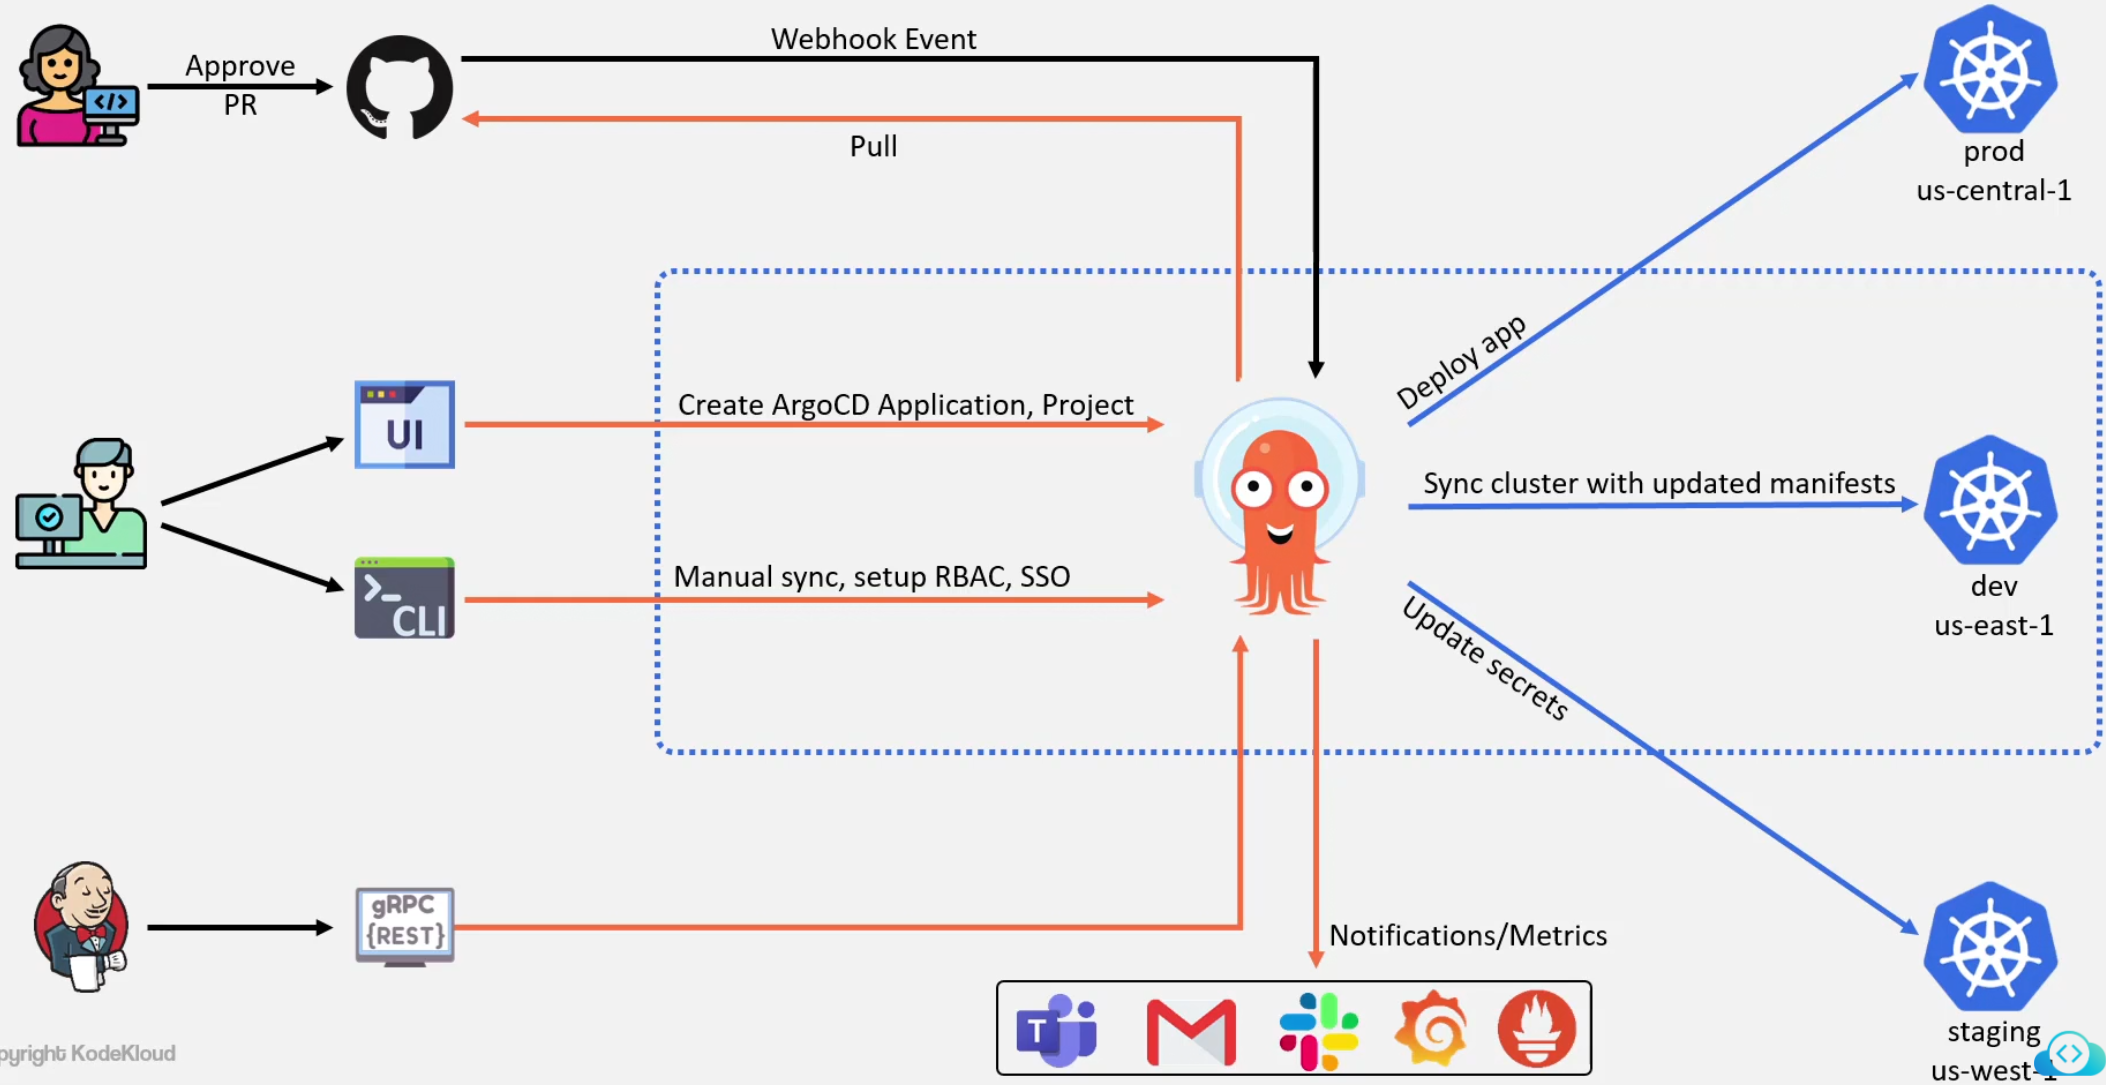 Webhook Event
Approve
PR
Pull
prod
us-central-1
</>
Deploy app
Create ArgoCD Application, Project
UI
Sync cluster with updated manifests
Manual sync, setup RBAC, SSO
>_
CLI
dev
us-east-1
Update secrets
gRPC
{REST}
Notifications/Metrics
T
staging
us-west-1
pyright KodeKloud